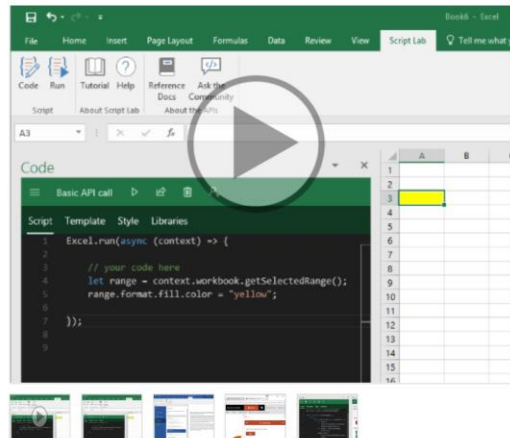 Book6 - Excel
File Home Insert Page Layout Formulas Data Review View Script Lab Tell me what y
Code Run Tutorial Help Reference Docs Ask the Community
Script About Script Lab About the APIs
A3 fx
Code
Basic API call
Script Template Style Libraries
A B
1 Excel.run(async (context) => {
2
3 // your code here
4 let range = context.workbook.getSelectedRange();
5 range.format.fill.color = "yellow";
6
7 });
8
9
1
2
3
4
5
6
7
8
9
10
11
12
13
14
15
16